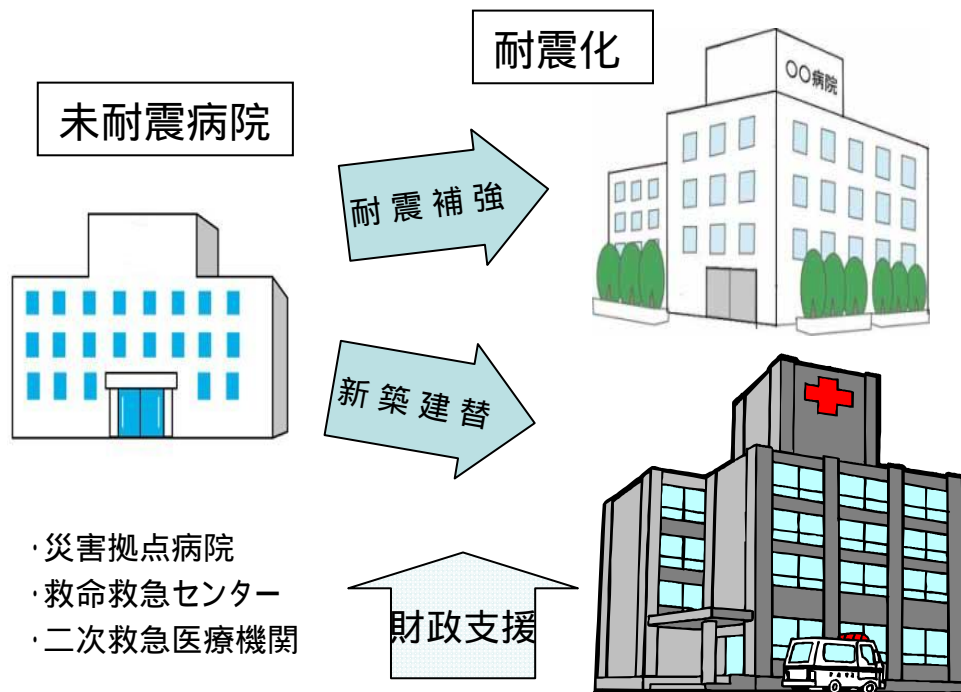 耐震化
未耐震病院
〇〇病院
耐震補強
新築建替
・災害拠点病院
・救命救急センター
・二次救急医療機関
財政支援